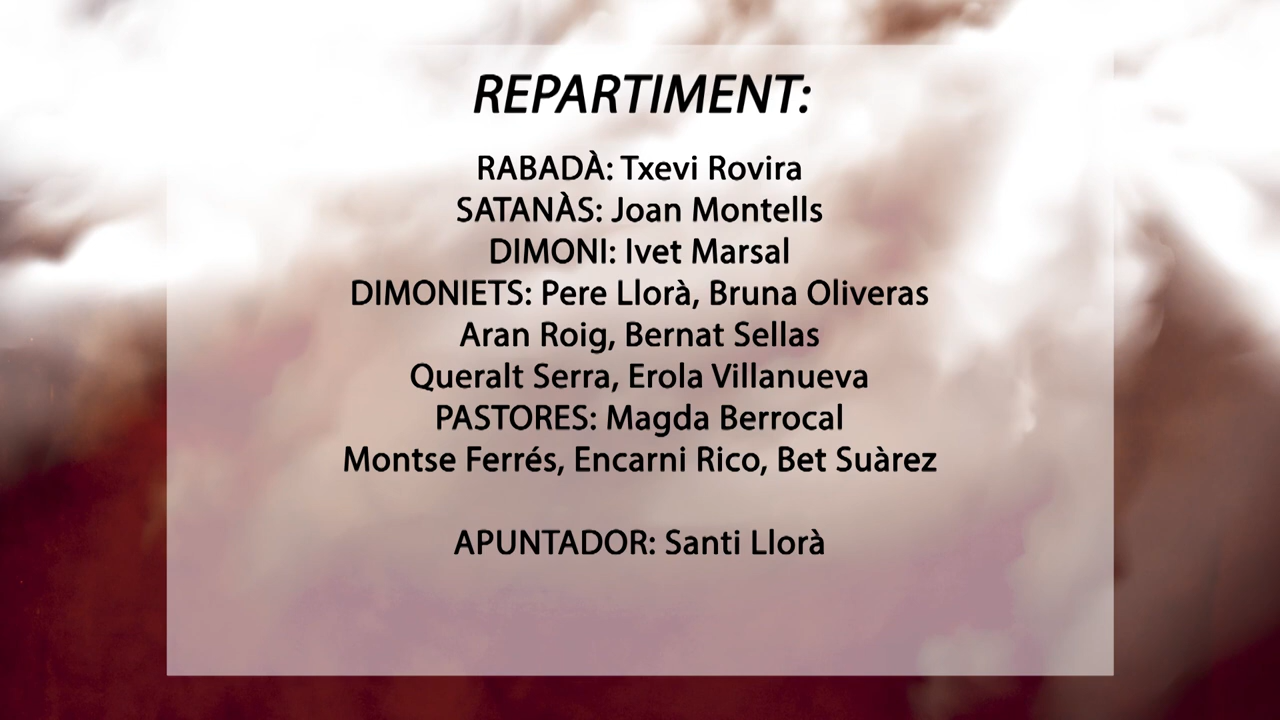 REPARTIMENT:
RABADÀ: Txevi Rovira
SATANÀS: Joan Montells
DIMONI: Ivet Marsal
DIMONIETS: Pere Llorà, Bruna Oliveras
Aran Roig, Bernat Sellas
Queralt Serra, Erola Villanueva
PASTORES: Magda Berrocal
Montse Ferrés, Encarni Rico, Bet Suàrez
APUNTADOR: Santi Llorà